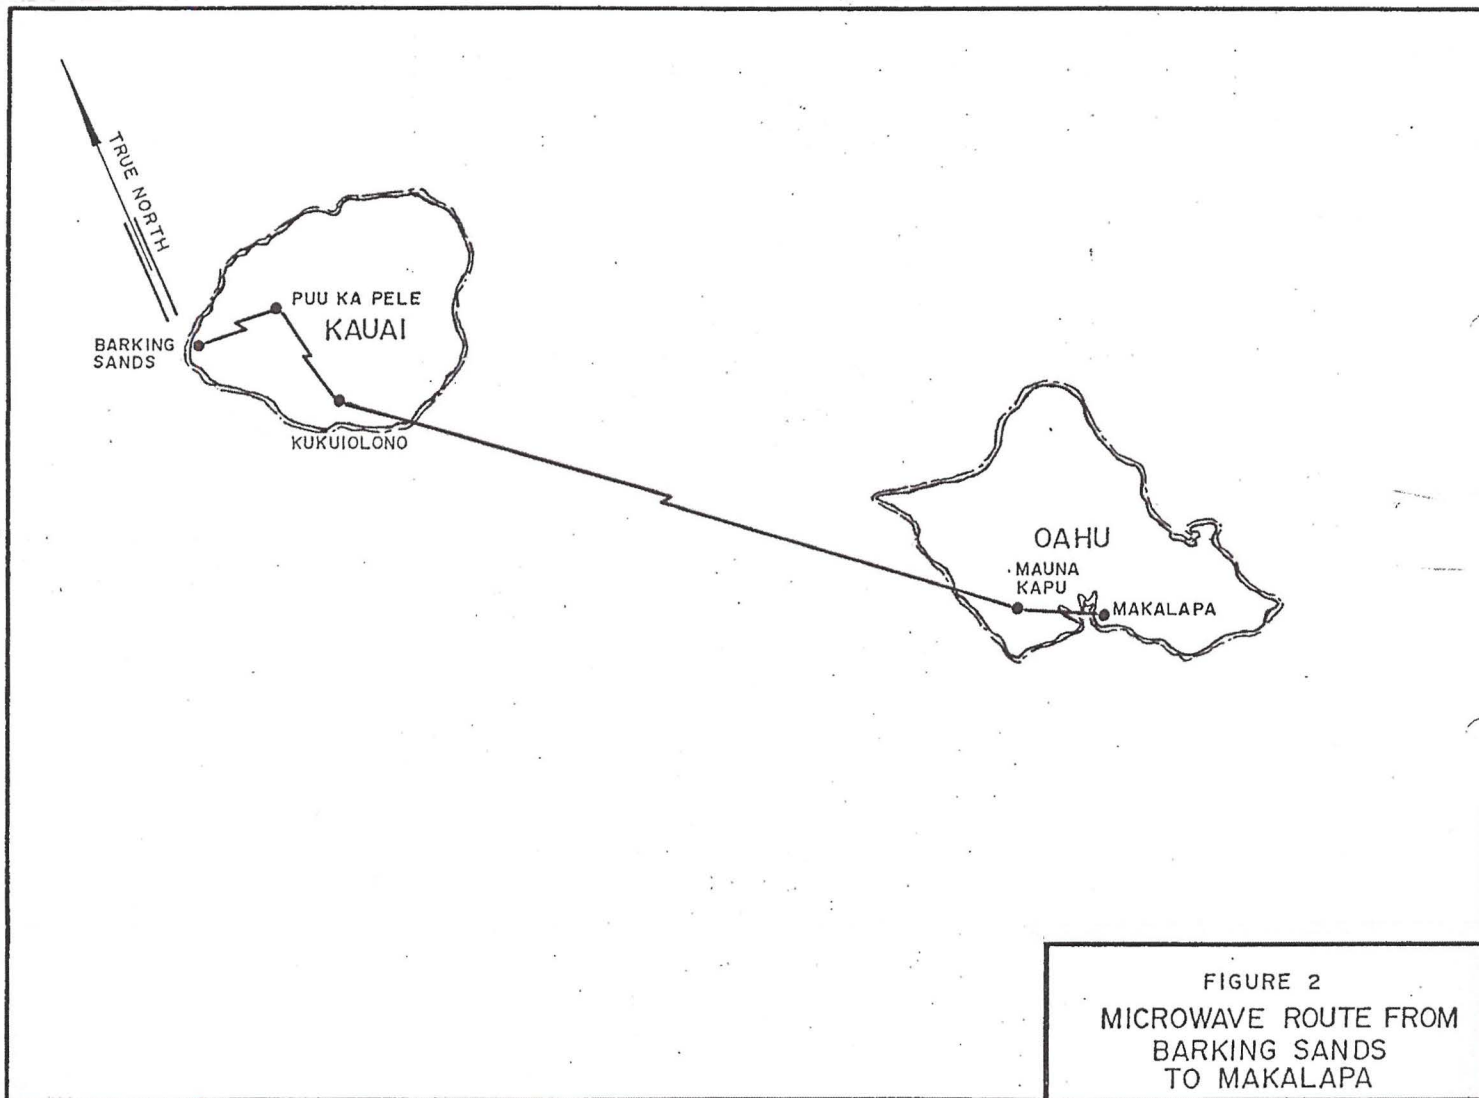 TRUE NORTH
PUU KA PELE
KAUAI
BARKING
SANDS
KUKUIOLONO
OAHU
MAUNA
KAPU
MAKALAPA
FIGURE 2
MICROWAVE ROUTE FROM
BARKING SANDS
TO MAKALAPA